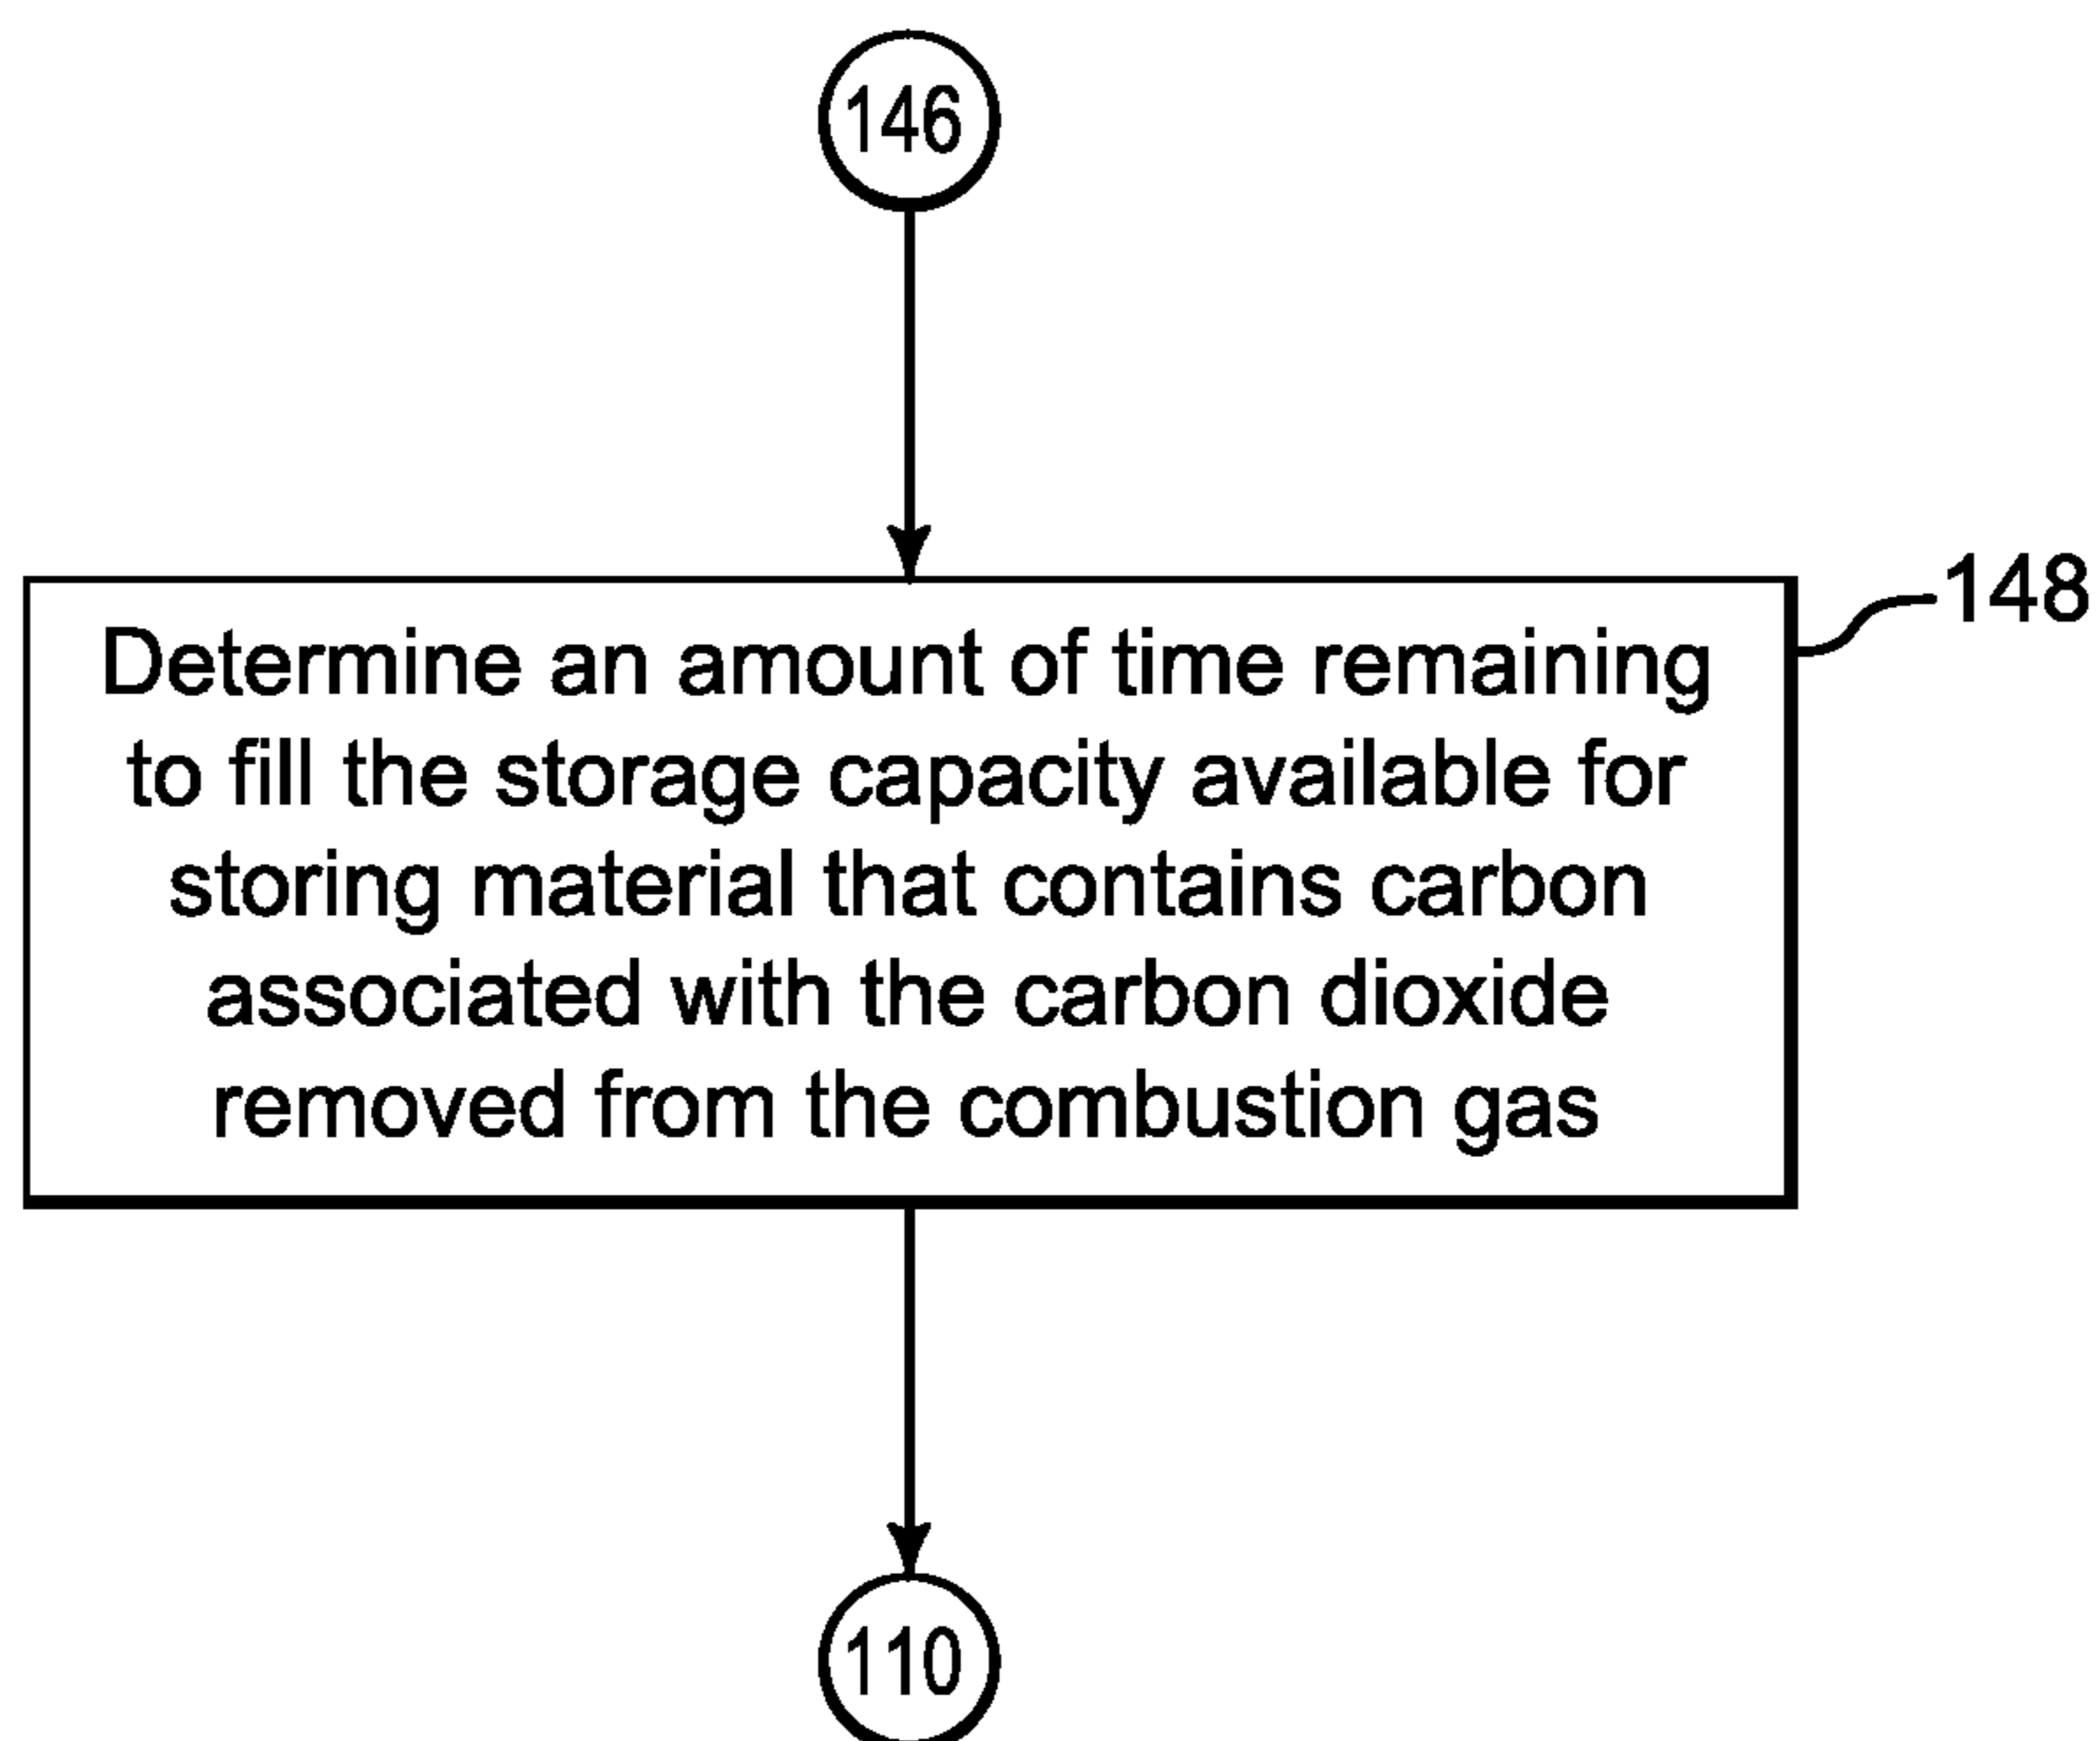 146
148
Determine an amount of time remaining
to fill the storage capacity available for
storing material that contains carbon
associated with the carbon dioxide
removed from the combustion gas
110